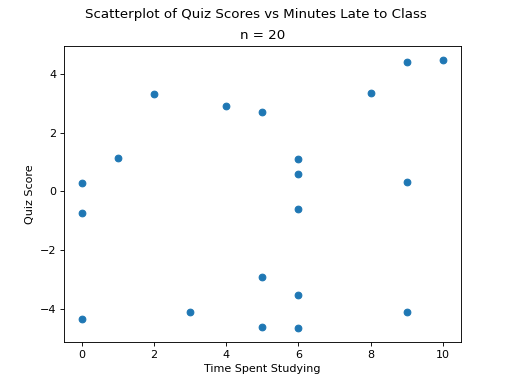 Scatterplot of Quiz Scores vs Minutes Late to Class
n = 20
4
2
0
−2
−4
Quiz Score
0 2 4 6 8 10
Time Spent Studying